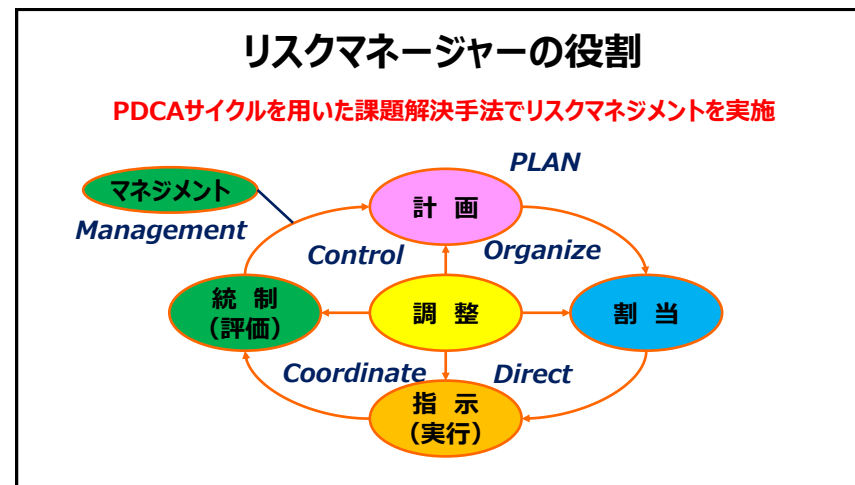 リスクマネージャーの役割
PDCAサイクルを用いた課題解決手法でリスクマネジメントを実施
PLAN
マネジメント
計 画
Management
Control
Organize
統 制
(評価)
調 整
割 当
Coordinate
Direct
指 示
(実行)